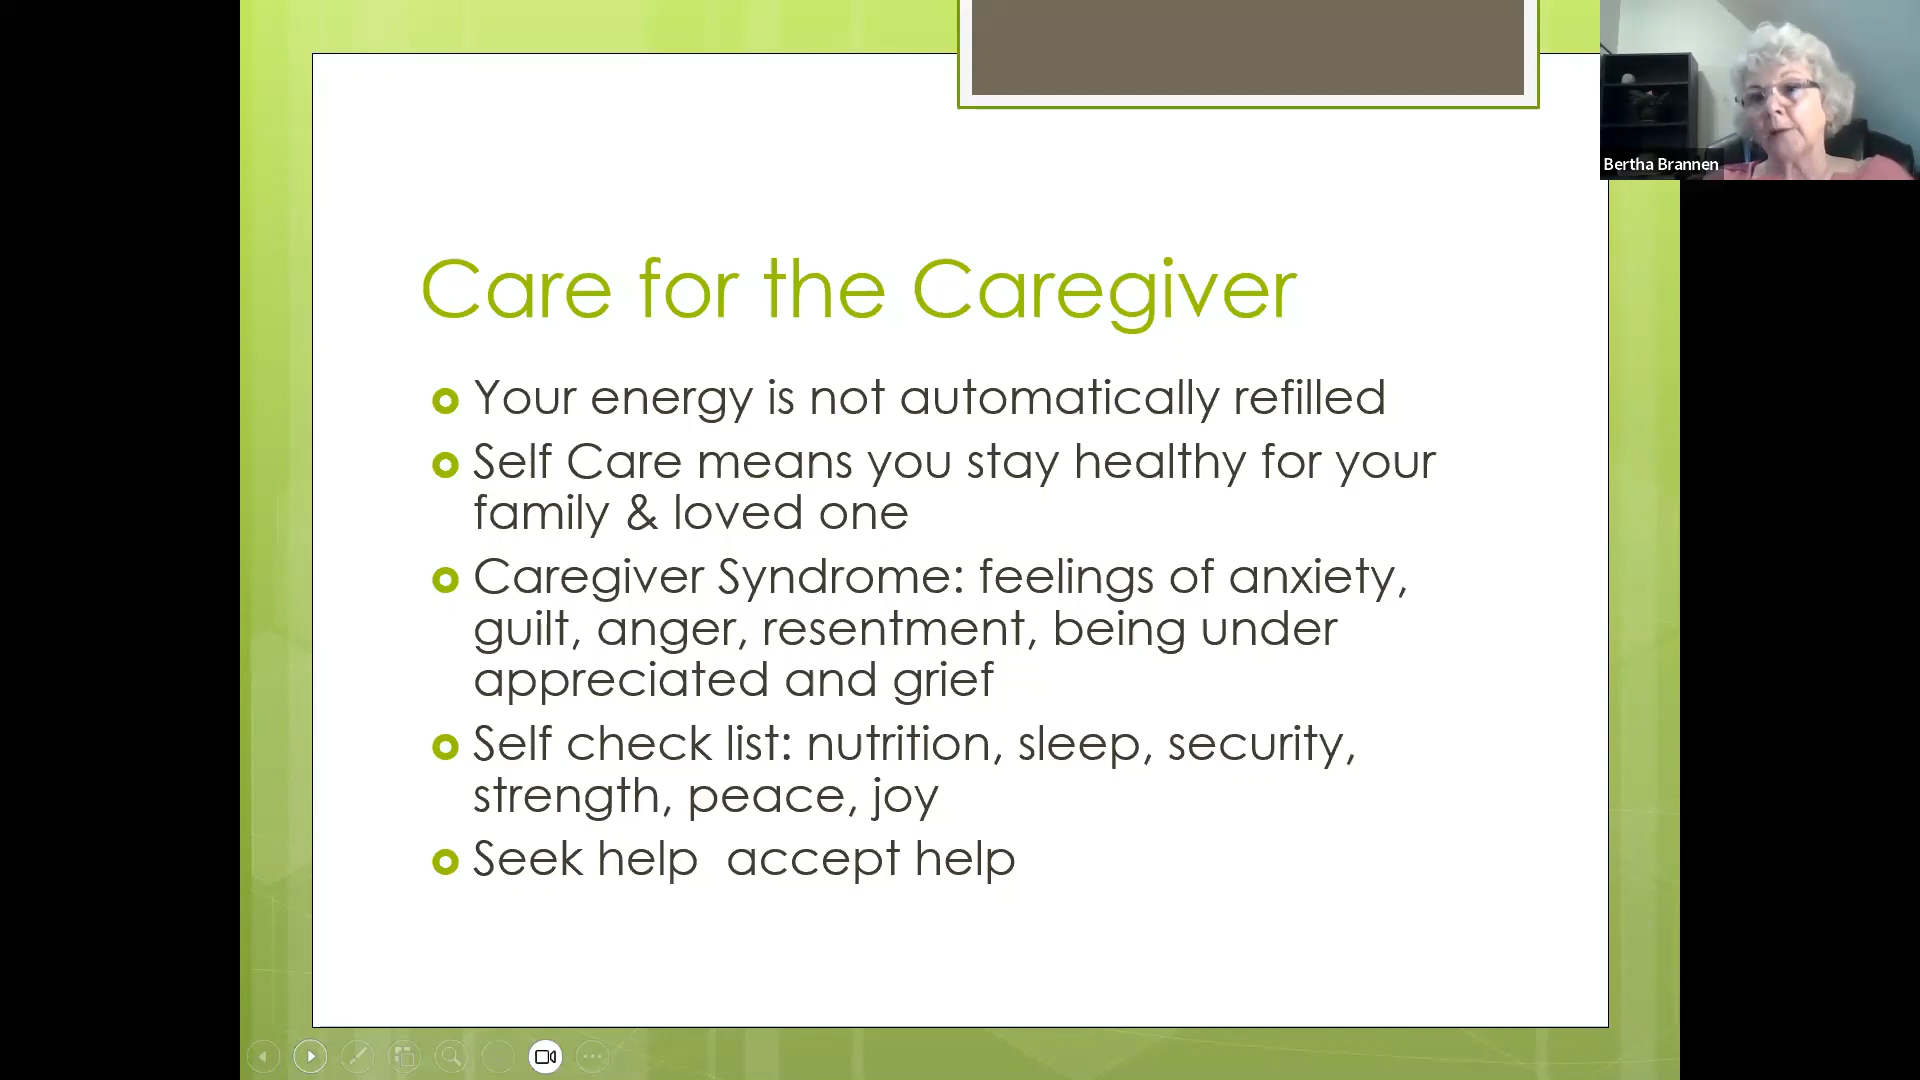 Bertha Brannen
Care for the Caregiver
Your energy is not automatically refilled
Self Care means you stay healthy for your
family & loved one
Caregiver Syndrome: feelings of anxiety,
guilt, anger, resentment, being under
appreciated and grief
Self check list: nutrition, sleep, security,
strength, peace, joy
Seek help  accept help